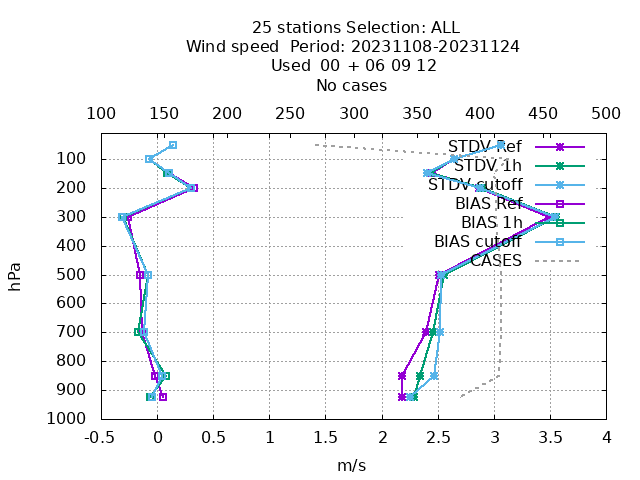 25 stations Selection: ALL
Wind speed  Period: 20231108-20231124
Used  00 + 06 09 12
No cases
100 150 200 250 300 350 400 450 500
STDV Ref
STDV 1h
STDV cutoff
BIAS Ref
BIAS 1h
BIAS cutoff
CASES
100
200
300
400
500
600
700
800
900
1000
hPa
-0.5 0 0.5 1 1.5 2 2.5 3 3.5 4
m/s